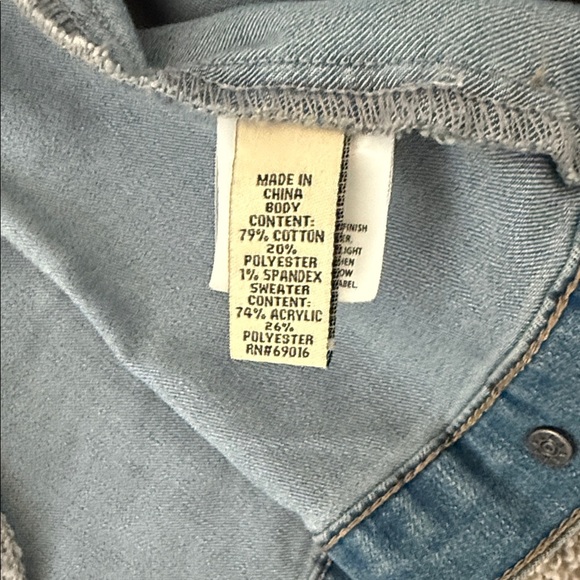 MADE IN
CHINA
BODY
CONTENT:
79% COTTON
20%
POLYESTER
1% SPANDEX
SWEATER
CONTENT:
74% ACRYLIC
26%
POLYESTER
RN#69016
FINISH